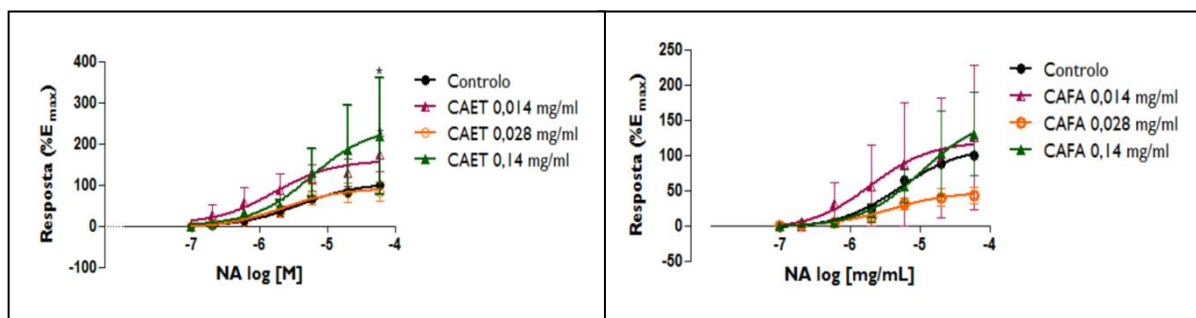 Resposta (%Emax)
400
300
200
100
0
-100
-7
-6
-5
-4
NA log [M]
*
Controlo
CAET 0,014 mg/ml
CAET 0,028 mg/ml
CAET 0,14 mg/ml
Resposta (%Emax)
250
200
150
100
50
0
-50
-7
-6
-5
-4
NA log [mg/mL]
Controlo
CAFA 0,014 mg/ml
CAFA 0,028 mg/ml
CAFA 0,14 mg/ml